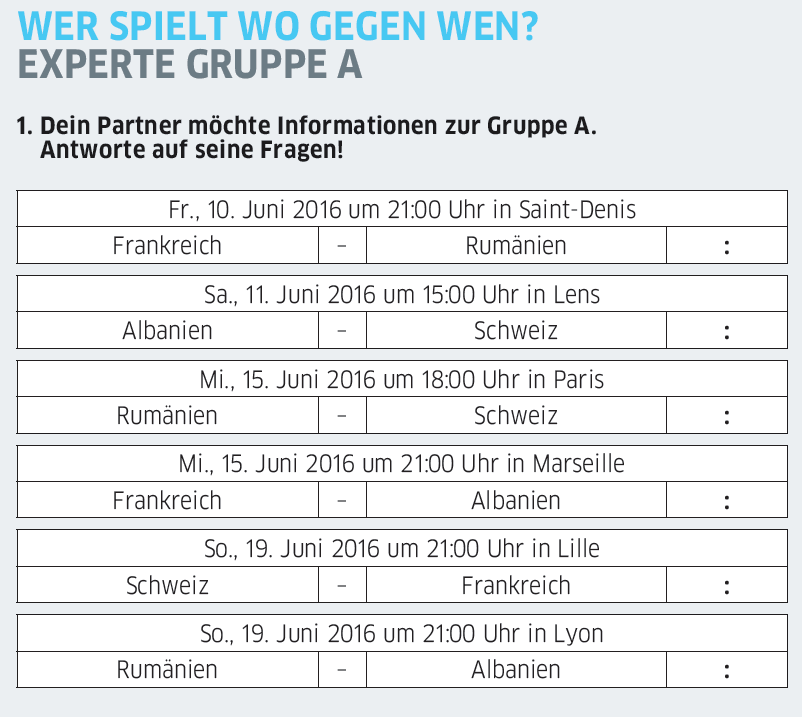 WER SPIELT WO GEGEN WEN?
EXPERTE GRUPPE A
1. Dein Partner möchte Informationen zur Gruppe A.
Antworte auf seine Fragen!
Fr., 10. Juni 2016 um 21:00 Uhr in Saint-Denis
Frankreich – Rumänien :
Sa., 11. Juni 2016 um 15:00 Uhr in Lens
Albanien – Schweiz :
Mi., 15. Juni 2016 um 18:00 Uhr in Paris
Rumänien – Schweiz :
Mi., 15. Juni 2016 um 21:00 Uhr in Marseille
Frankreich – Albanien :
So., 19. Juni 2016 um 21:00 Uhr in Lille
Schweiz – Frankreich :
So., 19. Juni 2016 um 21:00 Uhr in Lyon
Rumänien – Albanien :